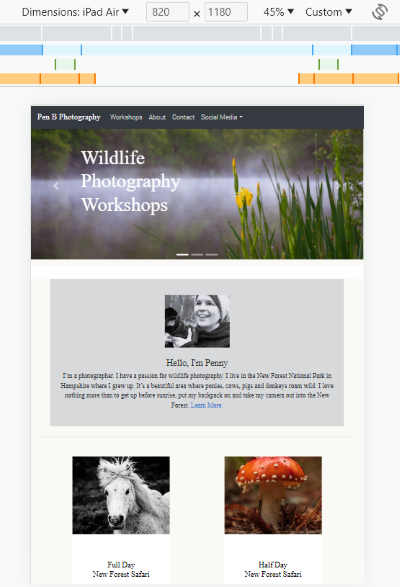 Dimensions: iPad Air ▼ 820 × 1180 45% ▼ Custom ▼
Pen B Photography Workshops About Contact Social Media
Wildlife
Photography
Workshops
Hello, I'm Penny
I'm a photographer. I have a passion for wildlife photography. I live in the New Forest National Park in
Hampshire where I grew up. It's a beautiful area where ponies, cows, pigs and donkeys roam wild. I love
nothing more than to get up before sunrise, put my backpack on and take my camera out into the New
Forest. Learn More.
Full Day
New Forest Safari
Half Day
New Forest Safari